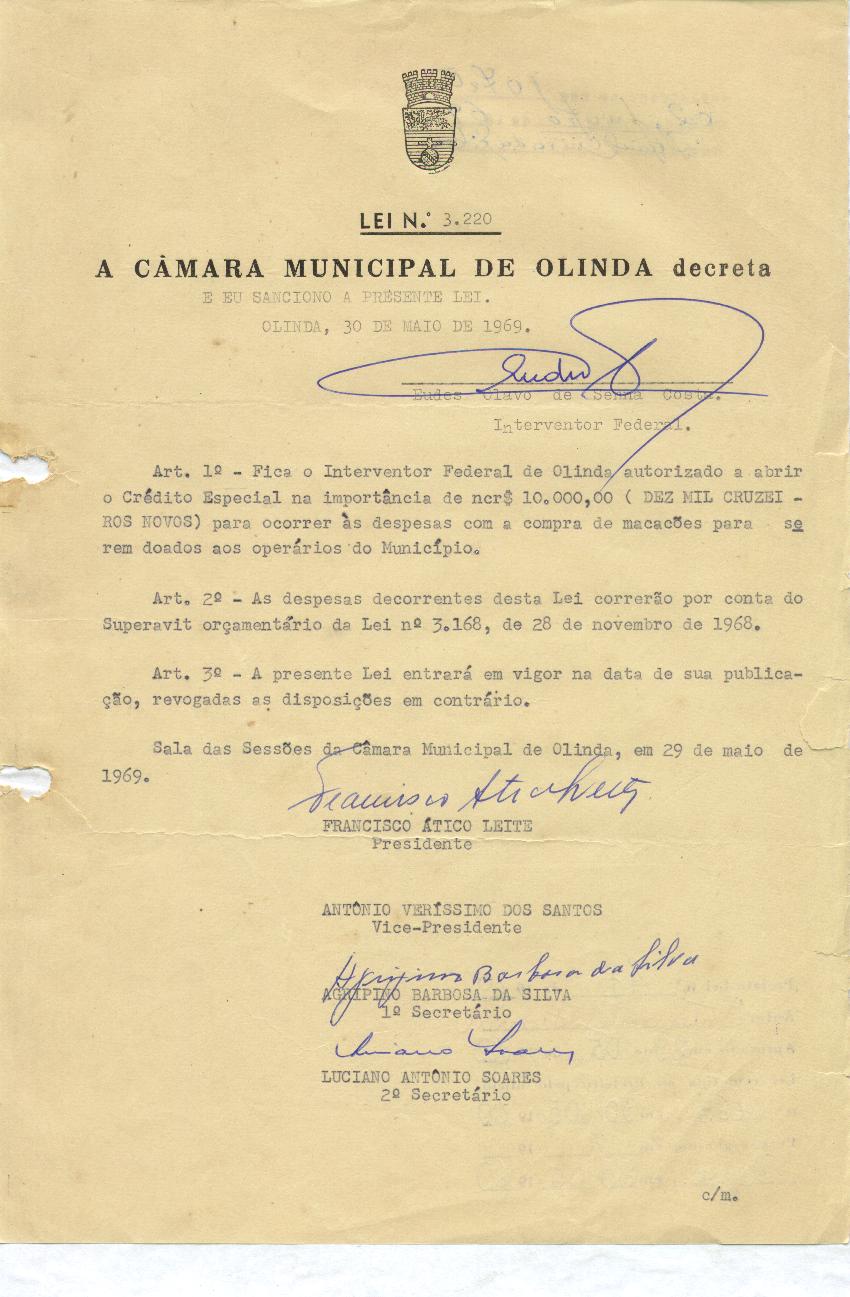 LEI N.º 3.220
A CÂMARA MUNICIPAL DE OLINDA decreta
E EU SANCIONO A PRESENTE LEI.
OLINDA, 30 DE MAIO DE 1969.
Eudes Olavo de Senna Costa.
Interventor Federal.
Art. 1º - Fica o Interventor Federal de Olinda autorizado a abrir
o Crédito Especial na importância de ncr$ 10.000,00 ( DEZ MIL CRUZEI -
ROS NOVOS) para ocorrer às despesas com a compra de macacões para se
rem doados aos operários do Município.
Art. 2º - As despesas decorrentes desta Lei correrão por conta do
Superavit orçamentário da Lei nº 3.168, de 28 de novembro de 1968.
Art. 3º - A presente Lei entrará em vigor na data de sua publica-
ção, revogadas as disposições em contrário.
Sala das Sessões da Câmara Municipal de Olinda, em 29 de maio de
1969.
Francisco Ático Leite
FRANCISCO ÁTICO LEITE
Presidente
ANTÔNIO VERÍSSIMO DOS SANTOS
Vice-Presidente
Agripino Barbosa da Silva
AGRIPINO BARBOSA DA SILVA
1º Secretário
Luciano Soares
LUCIANO ANTÔNIO SOARES
2º Secretário
c/m.